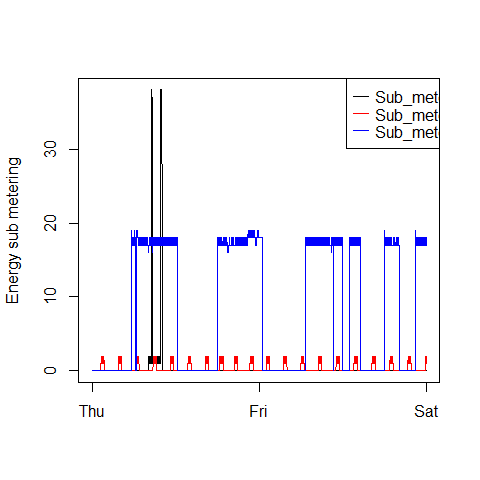 Sub_met
Sub_met
Sub_met
Energy sub metering
30
20
10
0
Thu Fri Sat